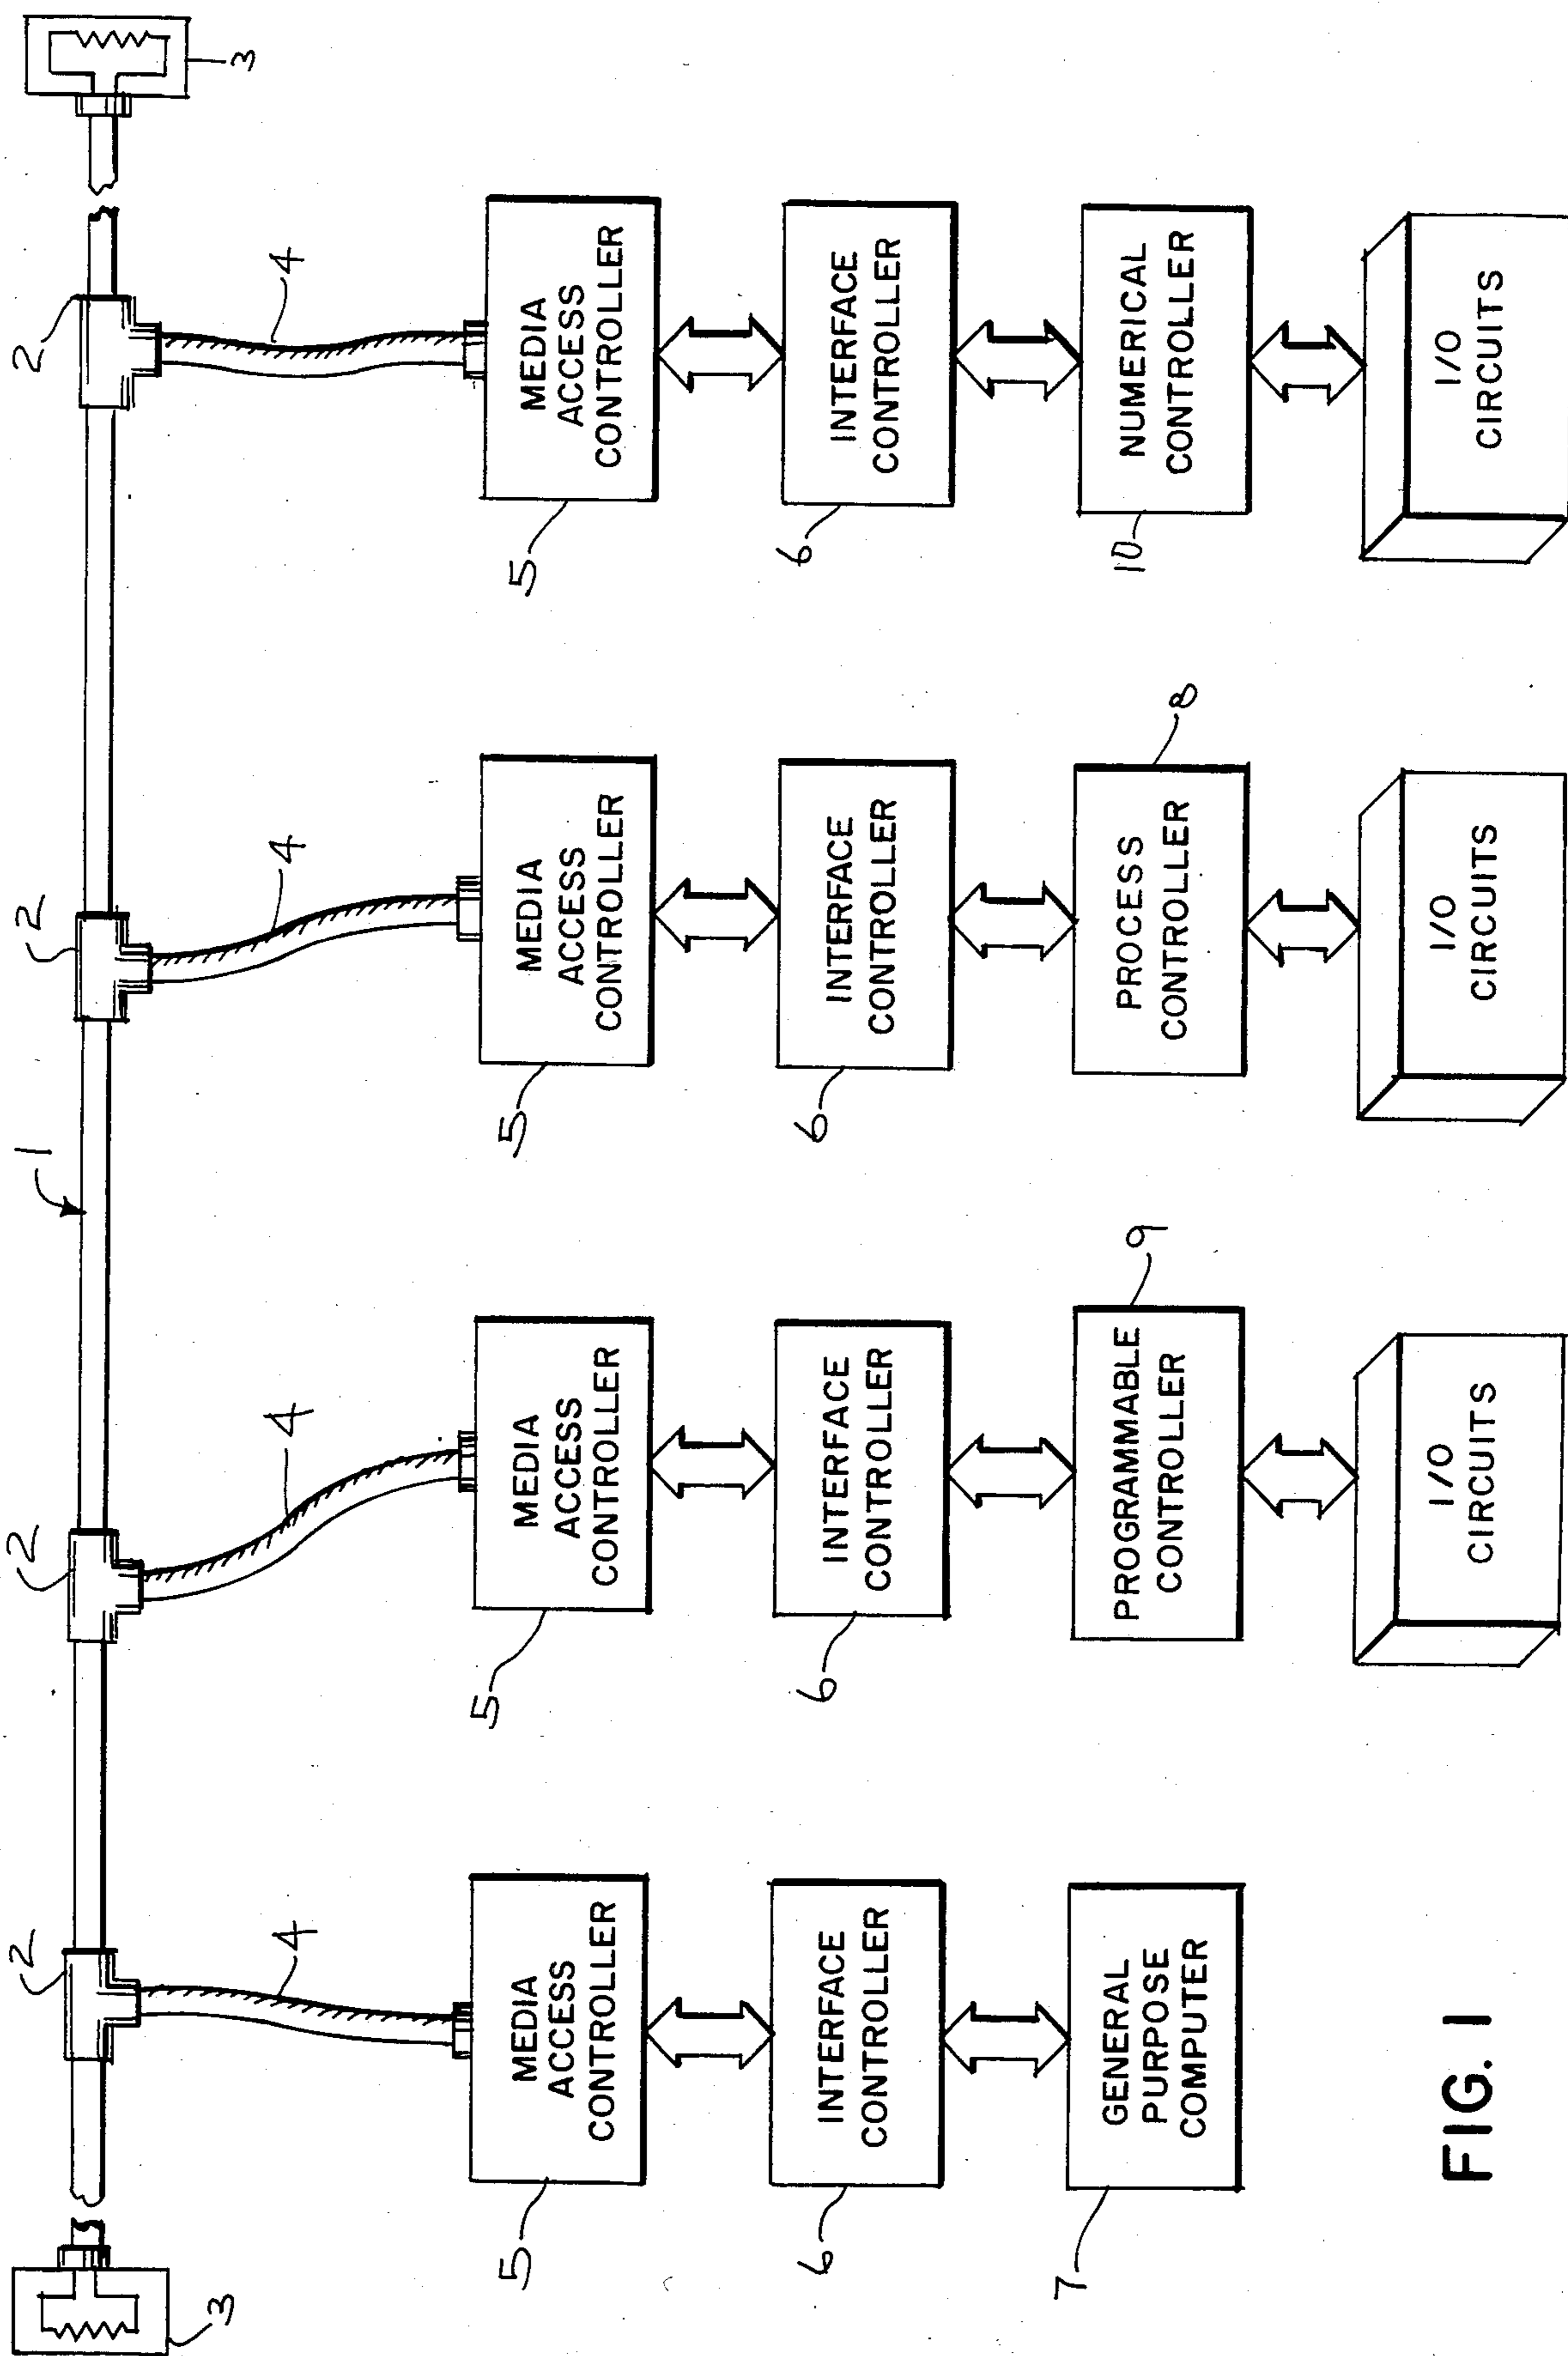 3
2
2
1
2
2
3
4
4
4
4
MEDIA
ACCESS
CONTROLLER
5
MEDIA
ACCESS
CONTROLLER
5
MEDIA
ACCESS
CONTROLLER
5
MEDIA
ACCESS
CONTROLLER
5
INTERFACE
CONTROLLER
6
INTERFACE
CONTROLLER
6
INTERFACE
CONTROLLER
6
INTERFACE
CONTROLLER
6
GENERAL
PURPOSE
COMPUTER
7
PROGRAMMABLE
CONTROLLER
9
PROCESS
CONTROLLER
8
NUMERICAL
CONTROLLER
10
I/O
CIRCUITS
I/O
CIRCUITS
I/O
CIRCUITS
FIG. 1